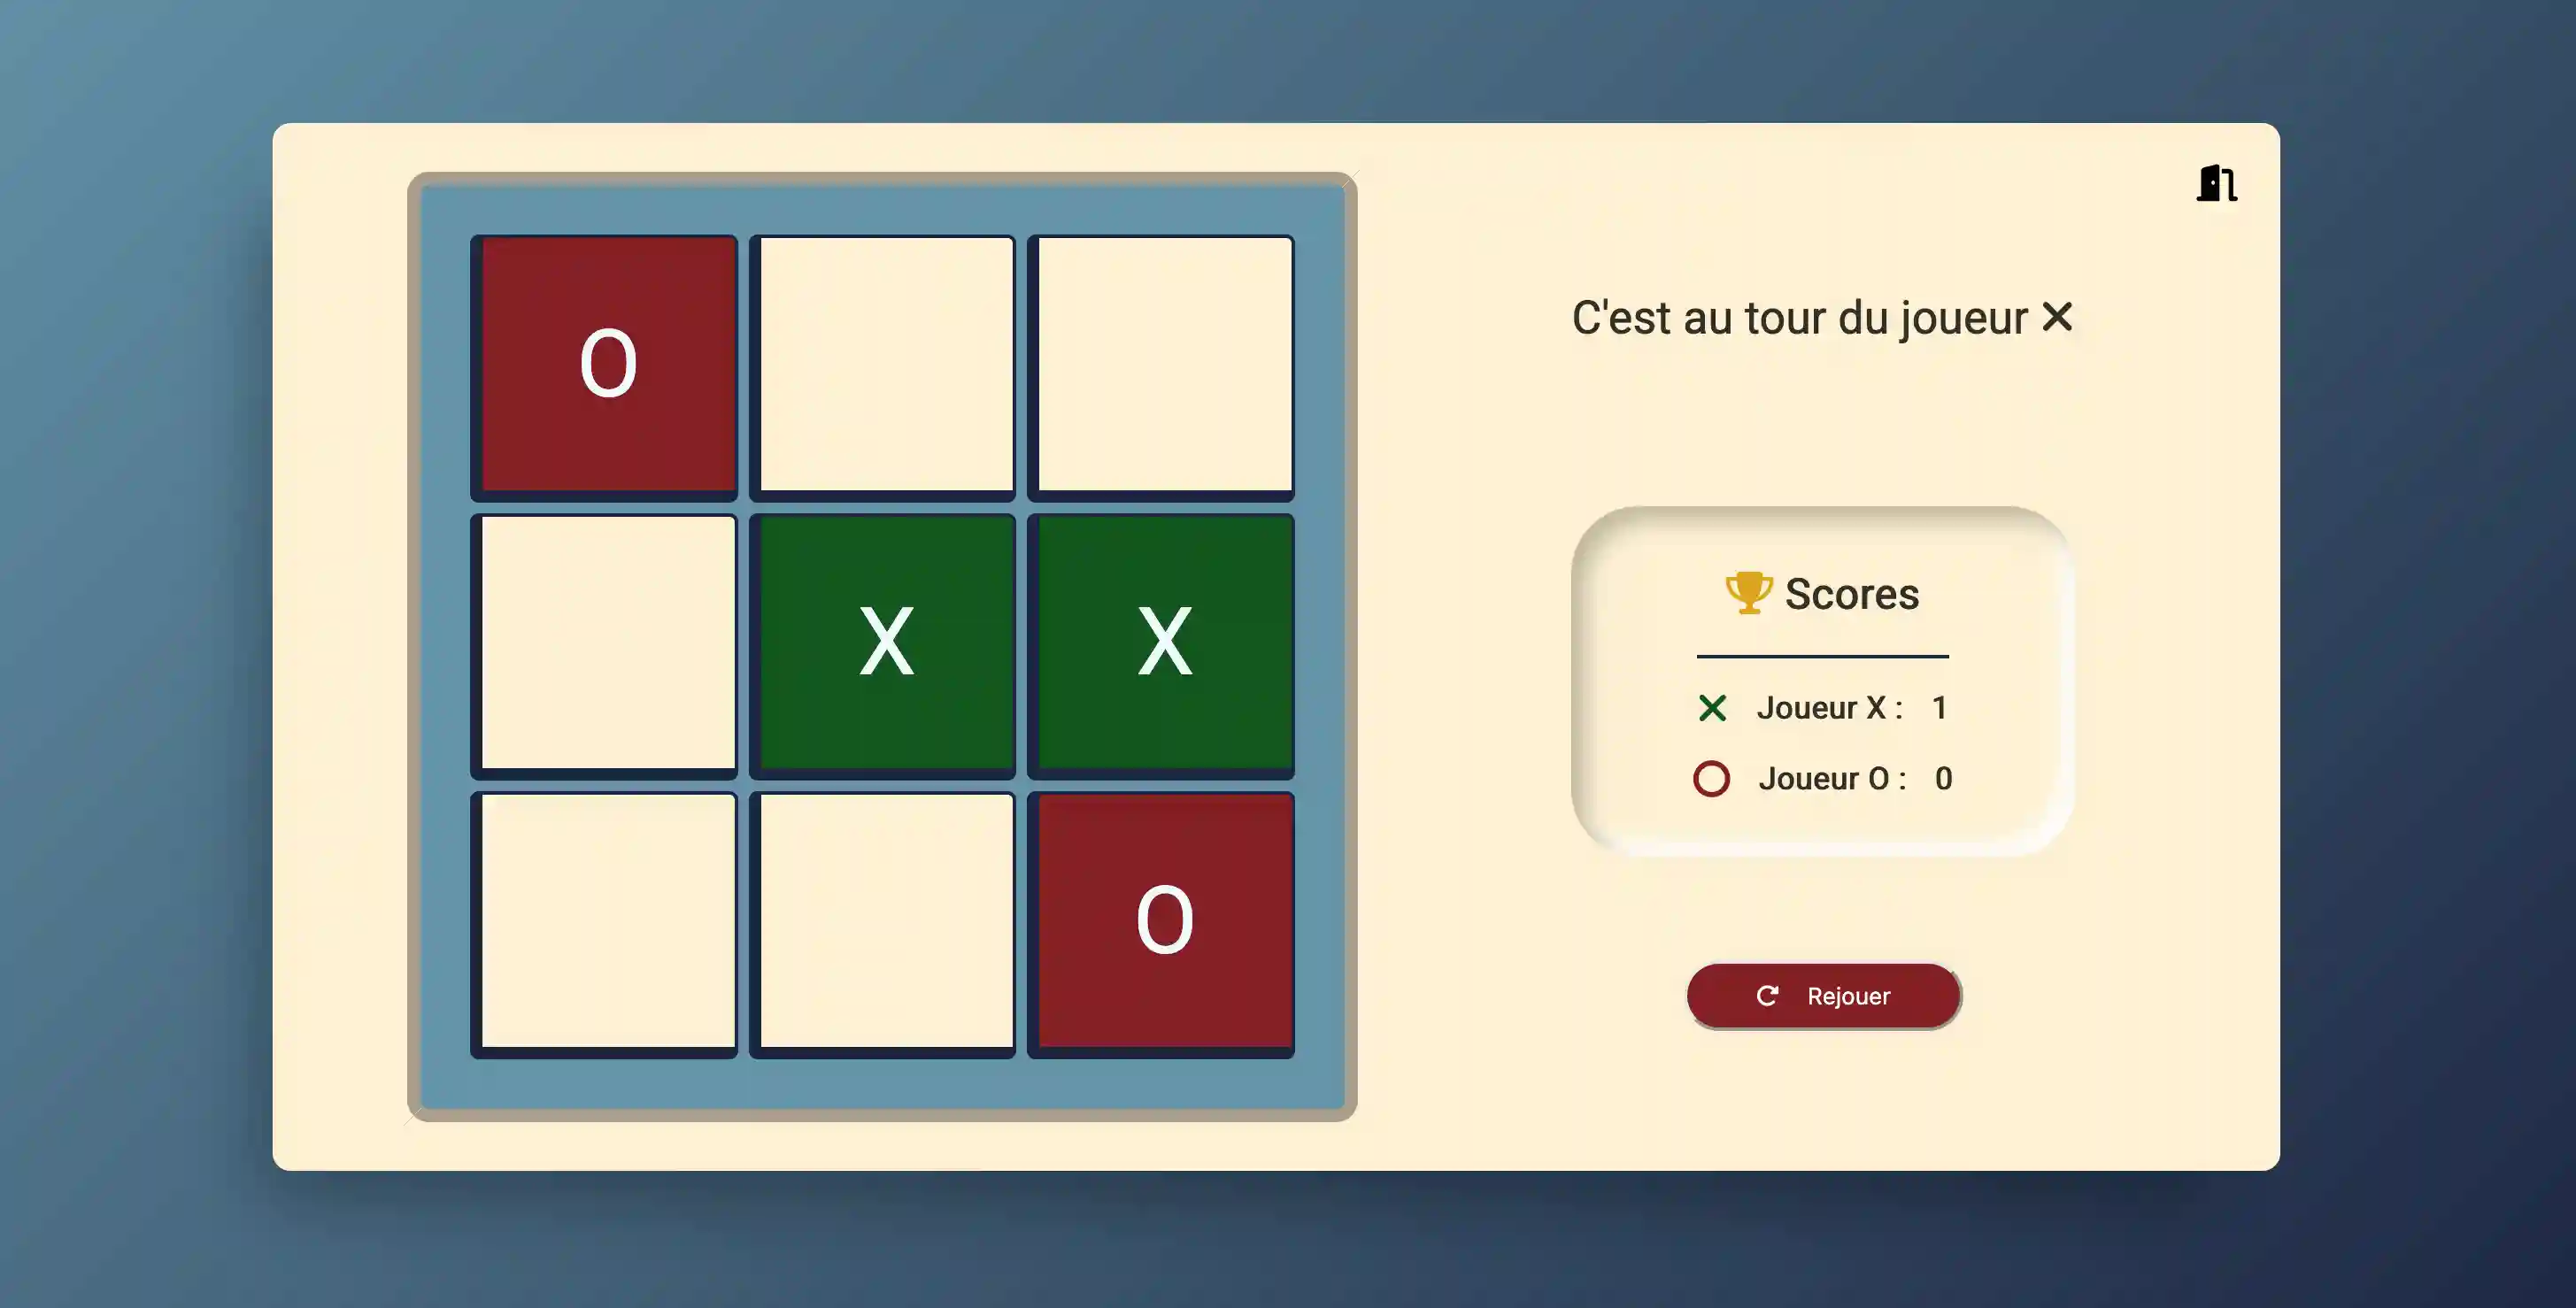 O
X X
O
C'est au tour du joueur ✕
Scores
Joueur X : 1
Joueur O : 0
Rejouer